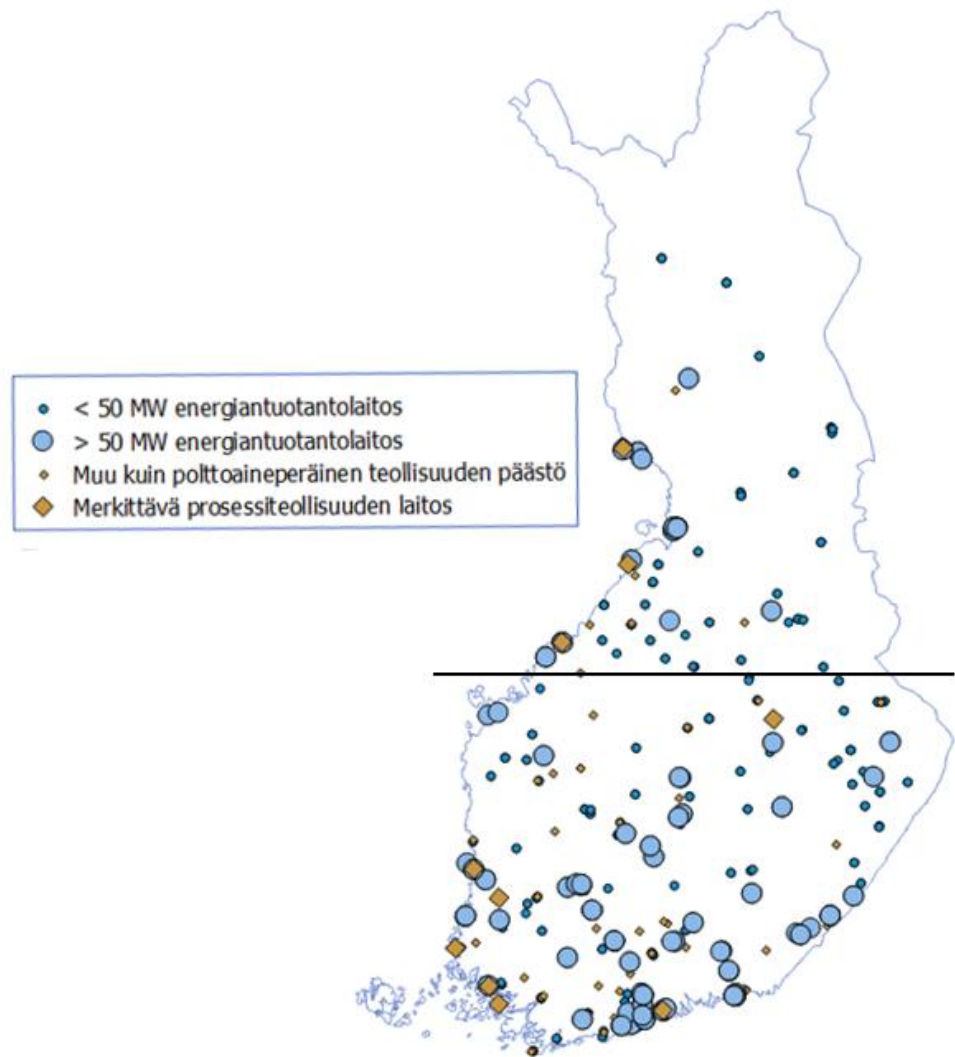 < 50 MW energiantuotantolaitos
> 50 MW energiantuotantolaitos
Muu kuin polttoaineperäinen teollisuuden päästö
Merkittävä prosessiteollisuuden laitos